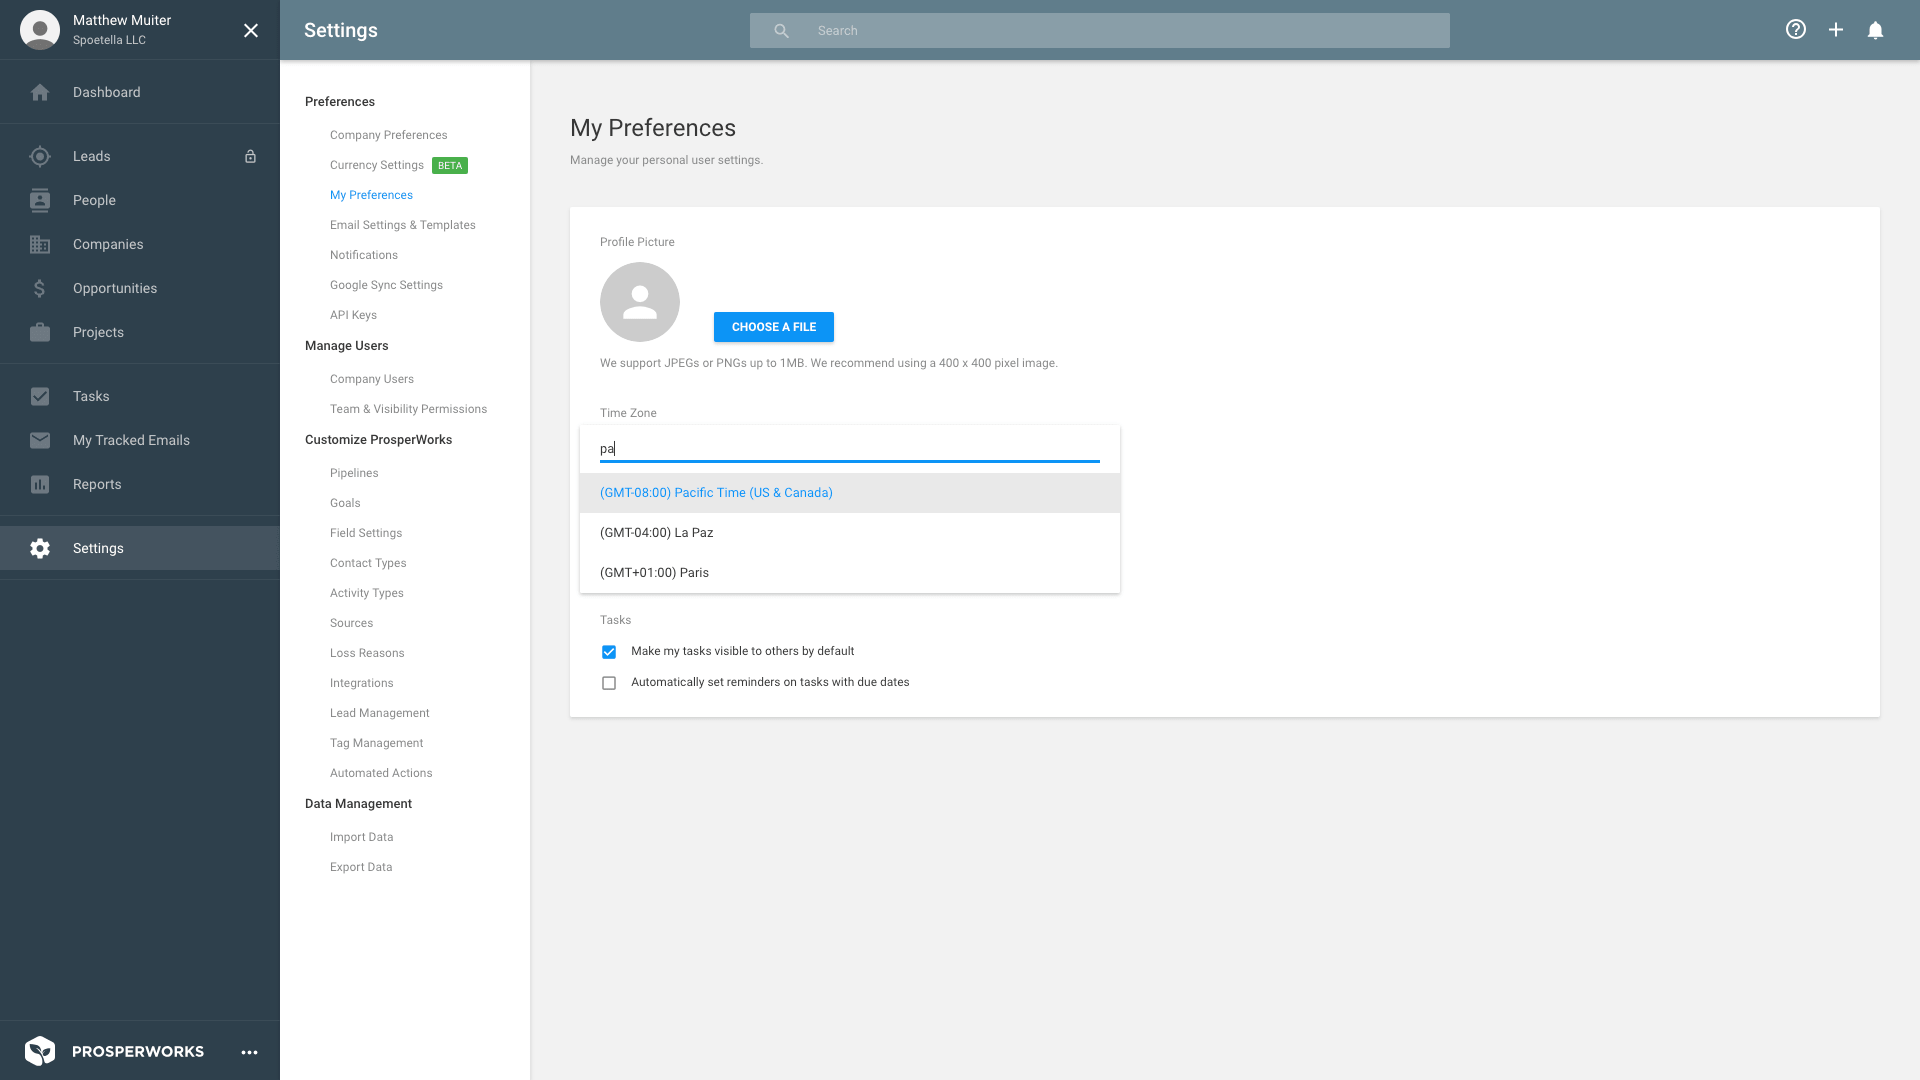 Matthew Muiter
Spoetella LLC
Dashboard
Leads
People
Companies
Opportunities
Projects
Tasks
My Tracked Emails
Reports
Settings
PROSPERWORKS
Settings
Search
Preferences
Company Preferences
Currency Settings BETA
My Preferences
Email Settings & Templates
Notifications
Google Sync Settings
API Keys
Manage Users
Company Users
Team & Visibility Permissions
Customize ProsperWorks
Pipelines
Goals
Field Settings
Contact Types
Activity Types
Sources
Loss Reasons
Integrations
Lead Management
Tag Management
Automated Actions
Data Management
Import Data
Export Data
My Preferences
Manage your personal user settings.
Profile Picture
CHOOSE A FILE
We support JPEGs or PNGs up to 1MB. We recommend using a 400 x 400 pixel image.
Time Zone
pa
(GMT-08:00) Pacific Time (US & Canada)
(GMT-04:00) La Paz
(GMT+01:00) Paris
Tasks
Make my tasks visible to others by default
Automatically set reminders on tasks with due dates